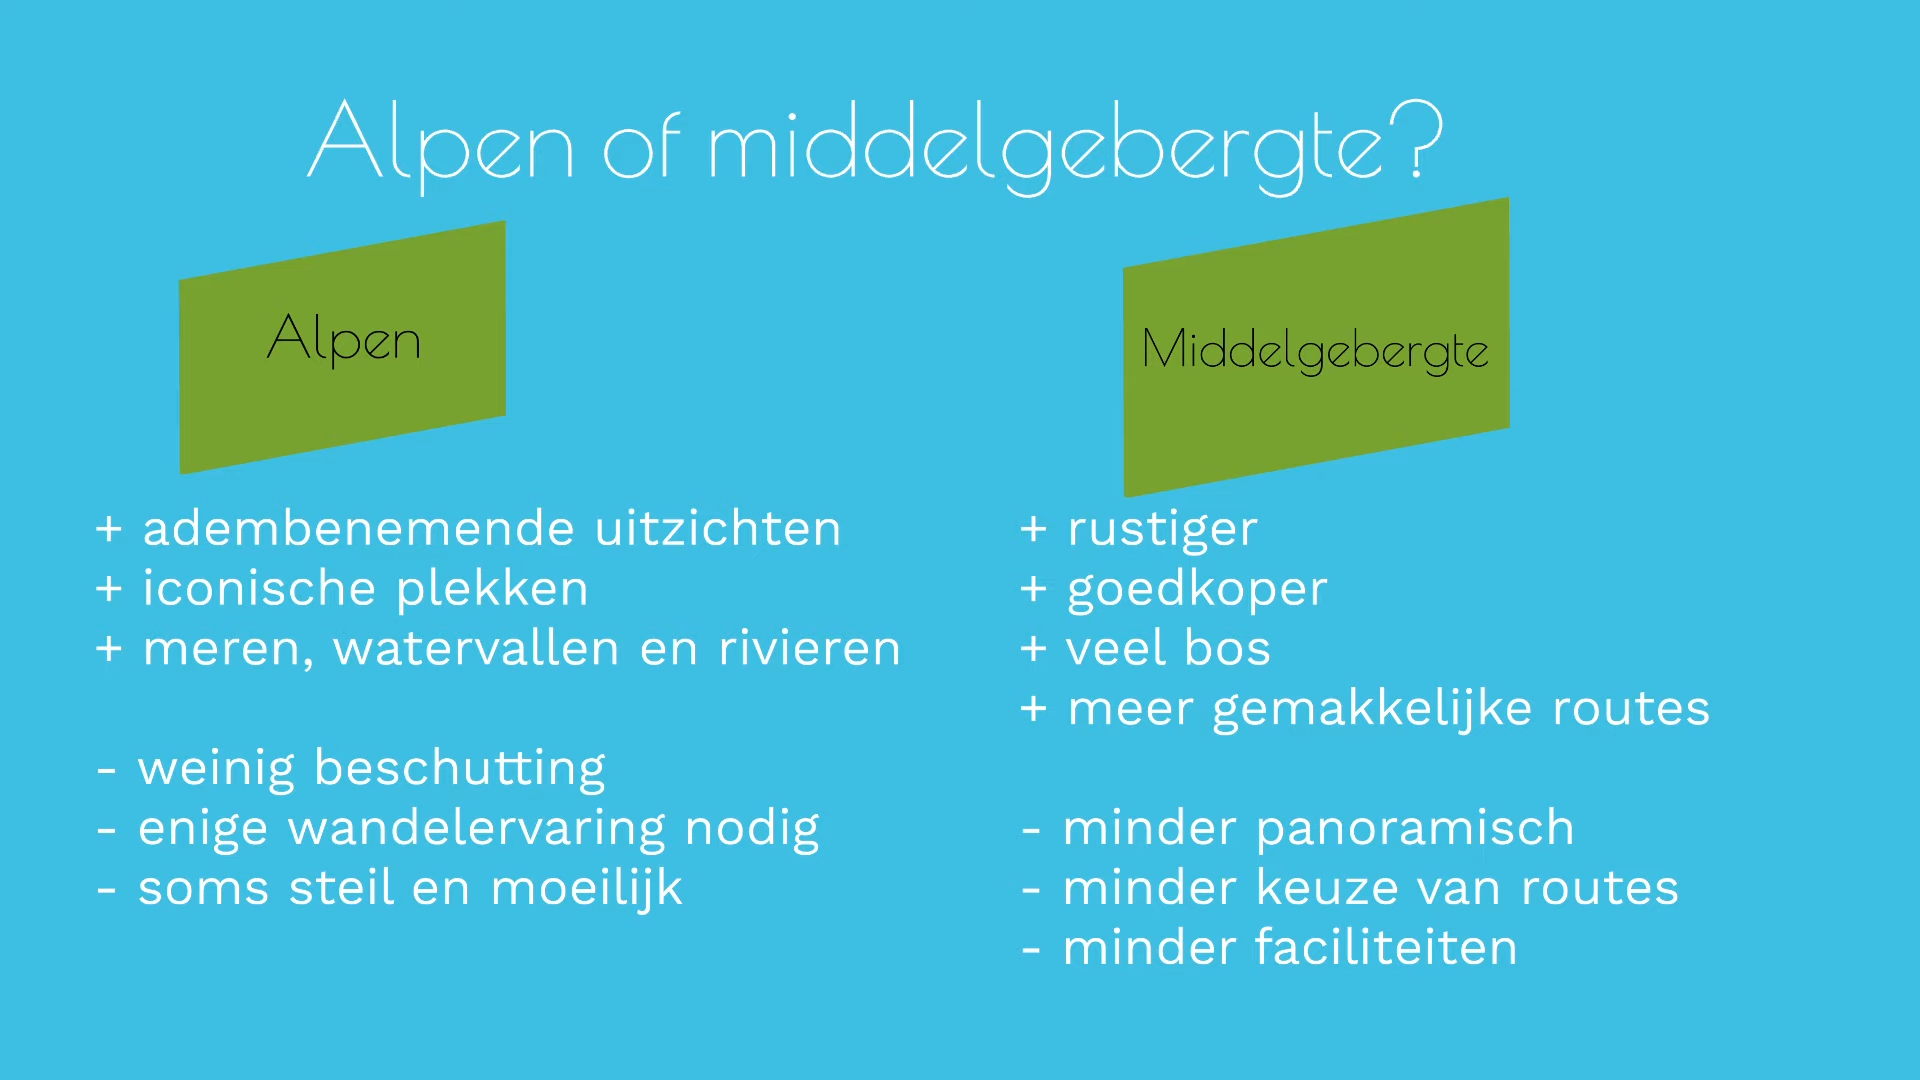 Alpen of middelgebergte?
Alpen
+ adembenemende uitzichten
+ iconische plekken
+ meren, watervallen en rivieren
- weinig beschutting
- enige wandelervaring nodig
- soms steil en moeilijk
Middelgebergte
+ rustiger
+ goedkoper
+ veel bos
+ meer gemakkelijke routes
- minder panoramisch
- minder keuze van routes
- minder faciliteiten